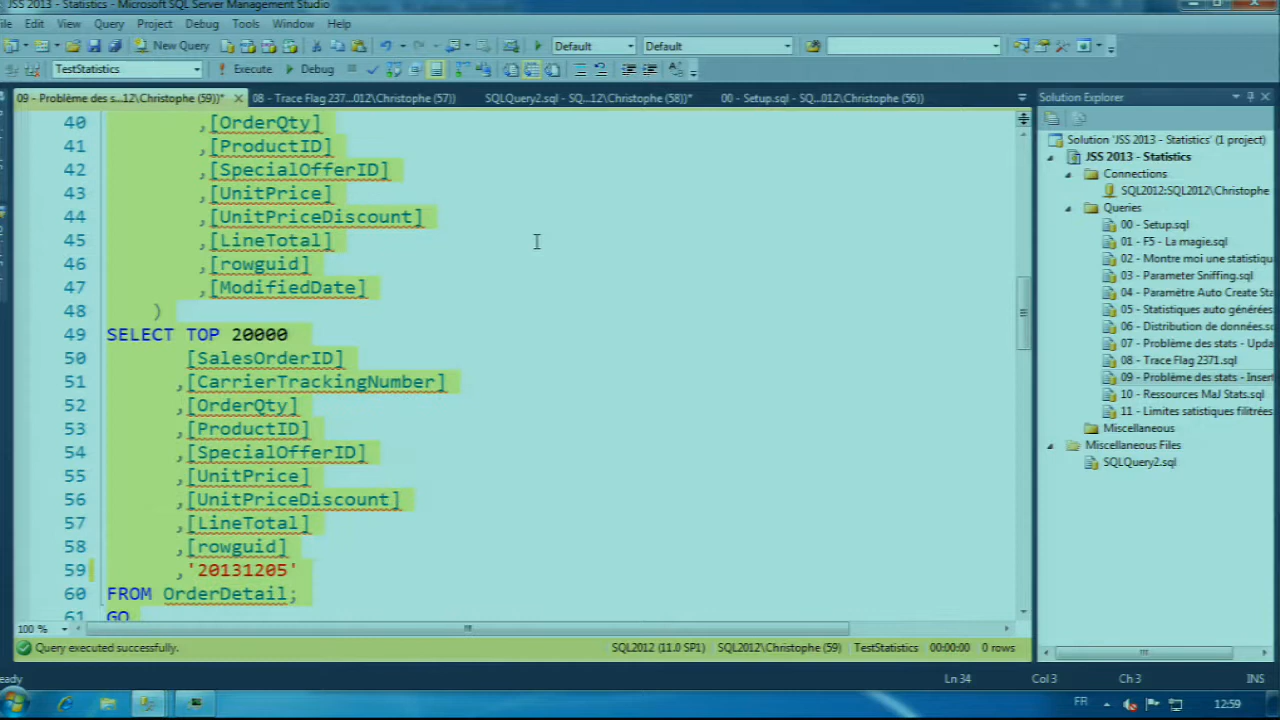 JSS 2013 - Statistics - Microsoft SQL Server Management Studio
File Edit View Query Project Debug Tools Window Help
New Query Default Default
TestStatistics Execute Debug
09 - Problème des s...12\Christophe (59))* 08 - Trace Flag 237...012\Christophe (57)) SQLQuery2.sql - SQ...12\Christophe (58))* 00 - Setup.sql - SQ...012\Christophe (56))
40 ,[OrderQty]
41 ,[ProductID]
42 ,[SpecialOfferID]
43 ,[UnitPrice]
44 ,[UnitPriceDiscount]
45 ,[LineTotal]
46 ,[rowguid]
47 ,[ModifiedDate]
48 )
49 SELECT TOP 20000
50 [SalesOrderID]
51 ,[CarrierTrackingNumber]
52 ,[OrderQty]
53 ,[ProductID]
54 ,[SpecialOfferID]
55 ,[UnitPrice]
56 ,[UnitPriceDiscount]
57 ,[LineTotal]
58 ,[rowguid]
59 ,'20131205'
60 FROM OrderDetail;
61 GO
100 %
Query executed successfully. SQL2012 (11.0 SP1) SQL2012\Christophe (59) TestStatistics 00:00:00 0 rows
Solution Explorer
Solution 'JSS 2013 - Statistics' (1 project)
JSS 2013 - Statistics
Connections
SQL2012:SQL2012\Christophe
Queries
00 - Setup.sql
01 - F5 - La magie.sql
02 - Montre moi une statistiqu
03 - Parameter Sniffing.sql
04 - Paramètre Auto Create Sta
05 - Statistiques auto générées
06 - Distribution de données.s
07 - Problème des stats - Upda
08 - Trace Flag 2371.sql
09 - Problème des stats - Inser
10 - Ressources MaJ Stats.sql
11 - Limites satistiques filtrées
Miscellaneous
Miscellaneous Files
SQLQuery2.sql
eady Ln 34 Col 3 Ch 3 INS
FR 12:59